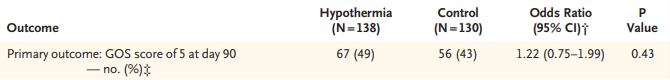 Outcome Hypothermia (N=138) Control (N=130) Odds Ratio (95% CI)† P Value
Primary outcome: GOS score of 5 at day 90 67 (49) 56 (43) 1.22 (0.75–1.99) 0.43
— no. (%)‡